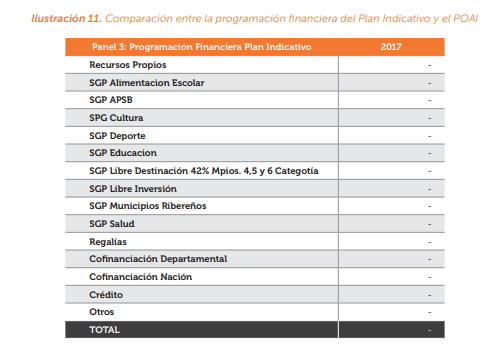 Ilustración 11. Comparación entre la programación financiera del Plan Indicativo y el POAI
Panel 3: Programación Financiera Plan Indicativo 2017
Recursos Propios -
SGP Alimentacion Escolar -
SGP APSB -
SPG Cultura -
SGP Deporte -
SGP Educacion -
SGP Libre Destinación 42% Mpios. 4,5 y 6 Categotía -
SGP Libre Inversión -
SGP Municipios Ribereños -
SGP Salud -
Regalías -
Cofinanciación Departamental -
Cofinanciación Nación -
Crédito -
Otros -
TOTAL -